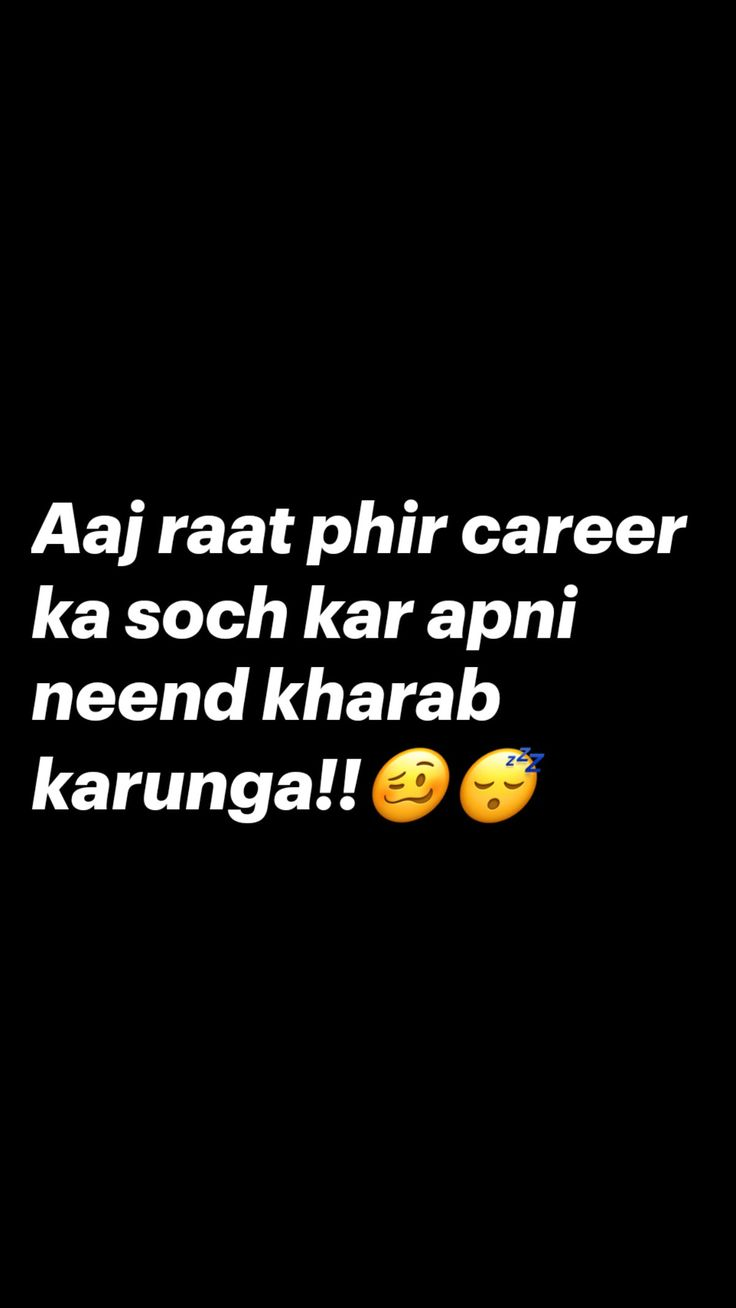 Aaj raat phir career
ka soch kar apni
neend kharab
karunga!! 🥴😴